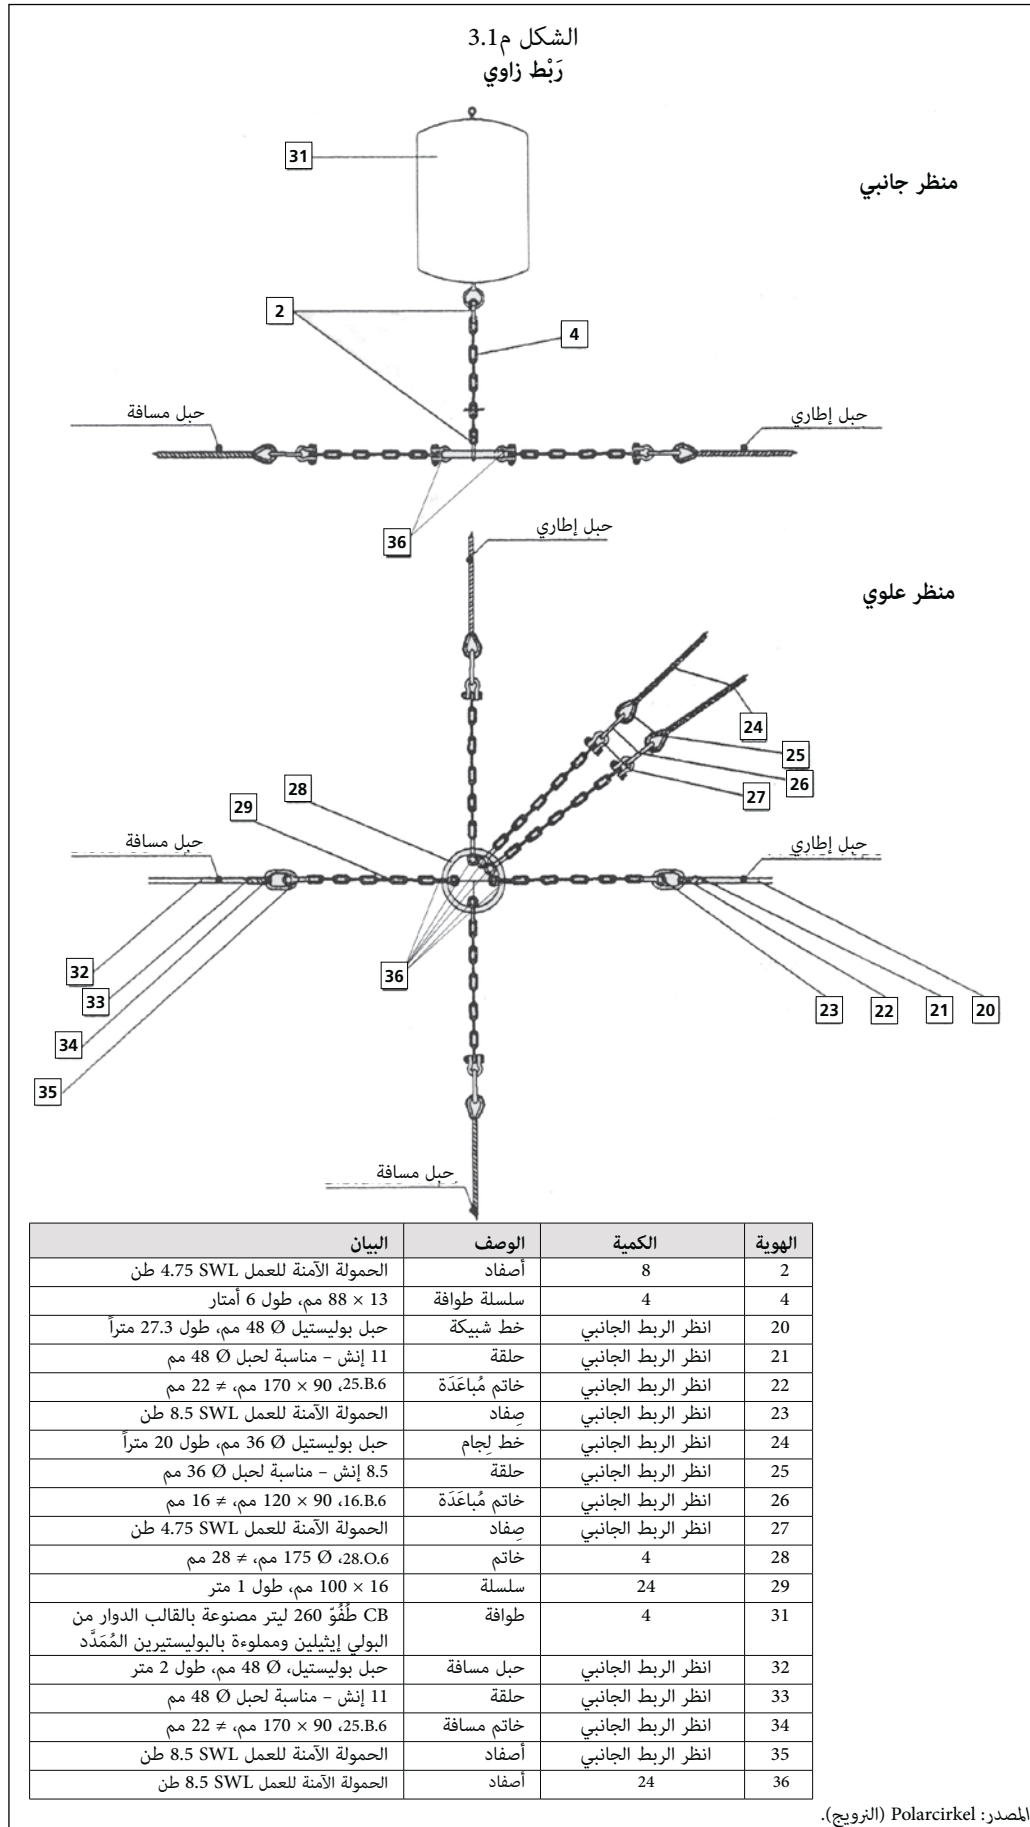 الشكل م3.1
رَبْط زاوي
31
منظر جانبي
2
4
حبل مسافة
حبل إطاري
36
حبل إطاري
منظر علوي
24
25
26
27
28
29
حبل مسافة
حبل إطاري
36
32
33
34
35
23
22
21
20
حبل مسافة
الهوية الكمية الوصف البيان
2 8 أصفاد الحمولة الآمنة للعمل SWL 4.75 طن
4 4 سلسلة طوافة 13 × 88 مم، طول 6 أمتار
20 انظر الربط الجانبي خط شبيكة حبل بوليستيل Ø 48 مم، طول 27.3 متراً
21 انظر الربط الجانبي حلقة 11 إنش – مناسبة لحبل Ø 48 مم
22 انظر الربط الجانبي خاتم مُباعَدَة 25.B.6، 90 × 170 مم، ≠ 22 مم
23 انظر الربط الجانبي صِفاد الحمولة الآمنة للعمل SWL 8.5 طن
24 انظر الربط الجانبي خط لِجام حبل بوليستيل Ø 36 مم، طول 20 متراً
25 انظر الربط الجانبي حلقة 8.5 إنش – مناسبة لحبل Ø 36 مم
26 انظر الربط الجانبي خاتم مُباعَدَة 16.B.6، 90 × 120 مم، ≠ 16 مم
27 انظر الربط الجانبي صِفاد الحمولة الآمنة للعمل SWL 4.75 طن
28 4 خاتم 28.O.6، Ø 175 مم، ≠ 28 مم
29 24 سلسلة 16 × 100 مم، طول 1 متر
31 4 طوافة CB طُفُوّ 260 ليتر مصنوعة بالقالب الدوار من
البولي إيثيلين ومملوءة بالبوليستيرين المُمَدَّد
32 انظر الربط الجانبي حبل مسافة حبل بوليستيل، Ø 48 مم، طول 2 متر
33 انظر الربط الجانبي حلقة 11 إنش – مناسبة لحبل Ø 48 مم
34 انظر الربط الجانبي خاتم مسافة 25.B.6، 90 × 170 مم، ≠ 22 مم
35 انظر الربط الجانبي أصفاد الحمولة الآمنة للعمل SWL 8.5 طن
36 24 أصفاد الحمولة الآمنة للعمل SWL 8.5 طن
المصدر: Polarcirkel (النرويج).